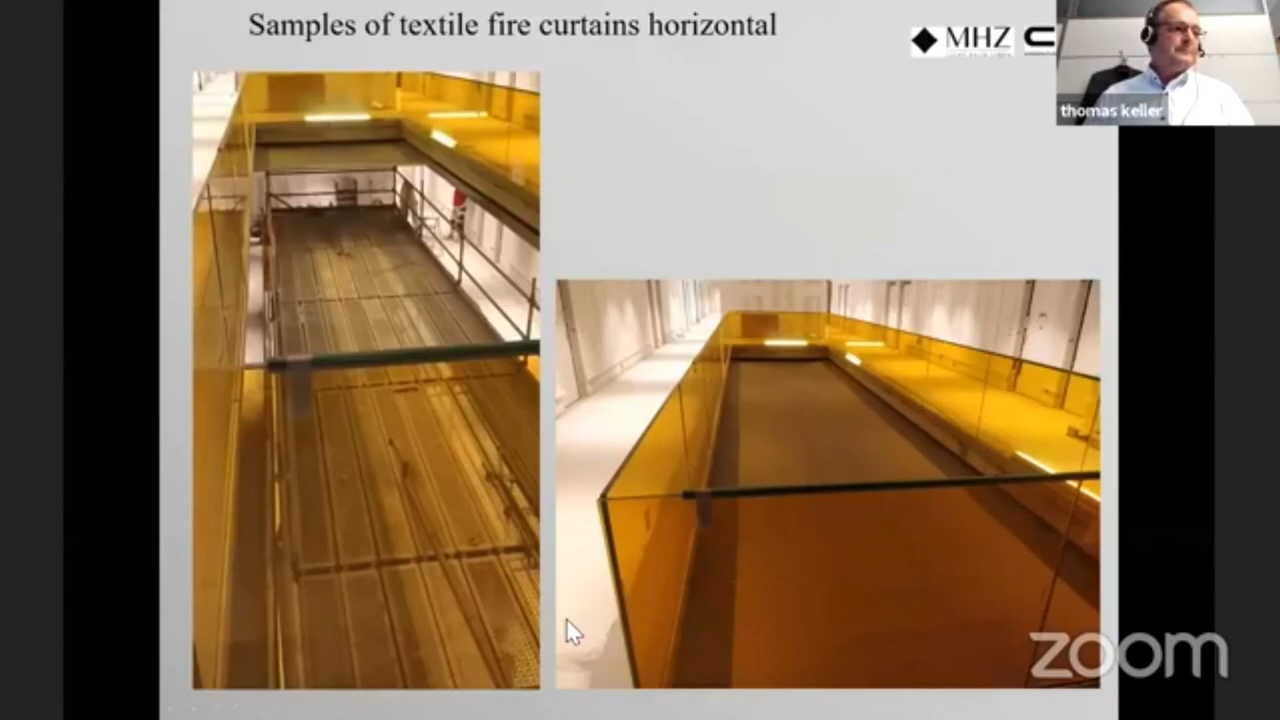 Samples of textile fire curtains horizontal
MHZ
thomas keller
zoom